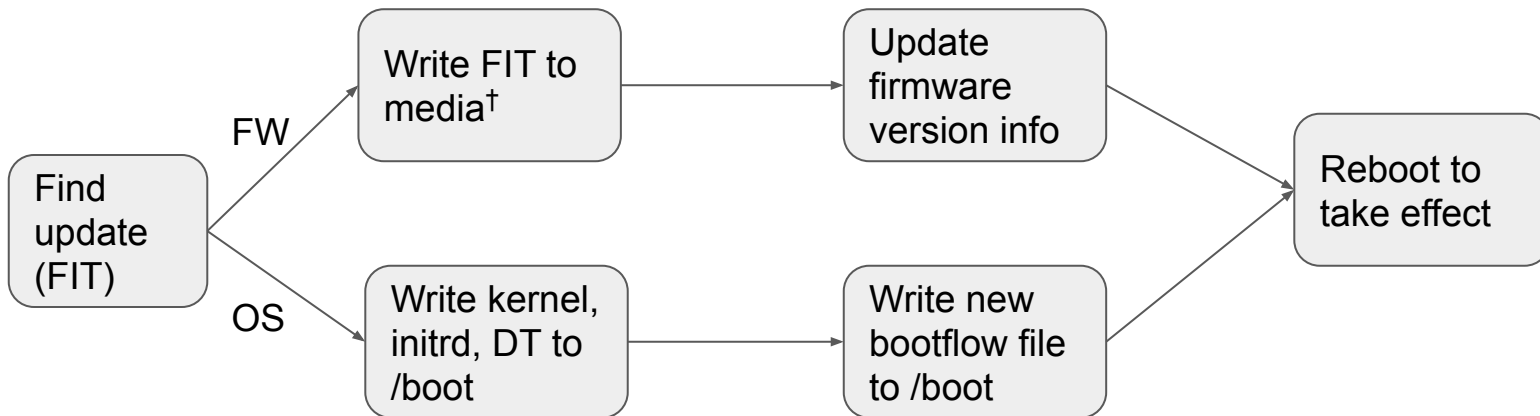 Find
update
(FIT)
FW
OS
Write FIT to
media†
Update
firmware
version info
Write kernel,
initrd, DT to
/boot
Write new
bootflow file
to /boot
Reboot to
take effect